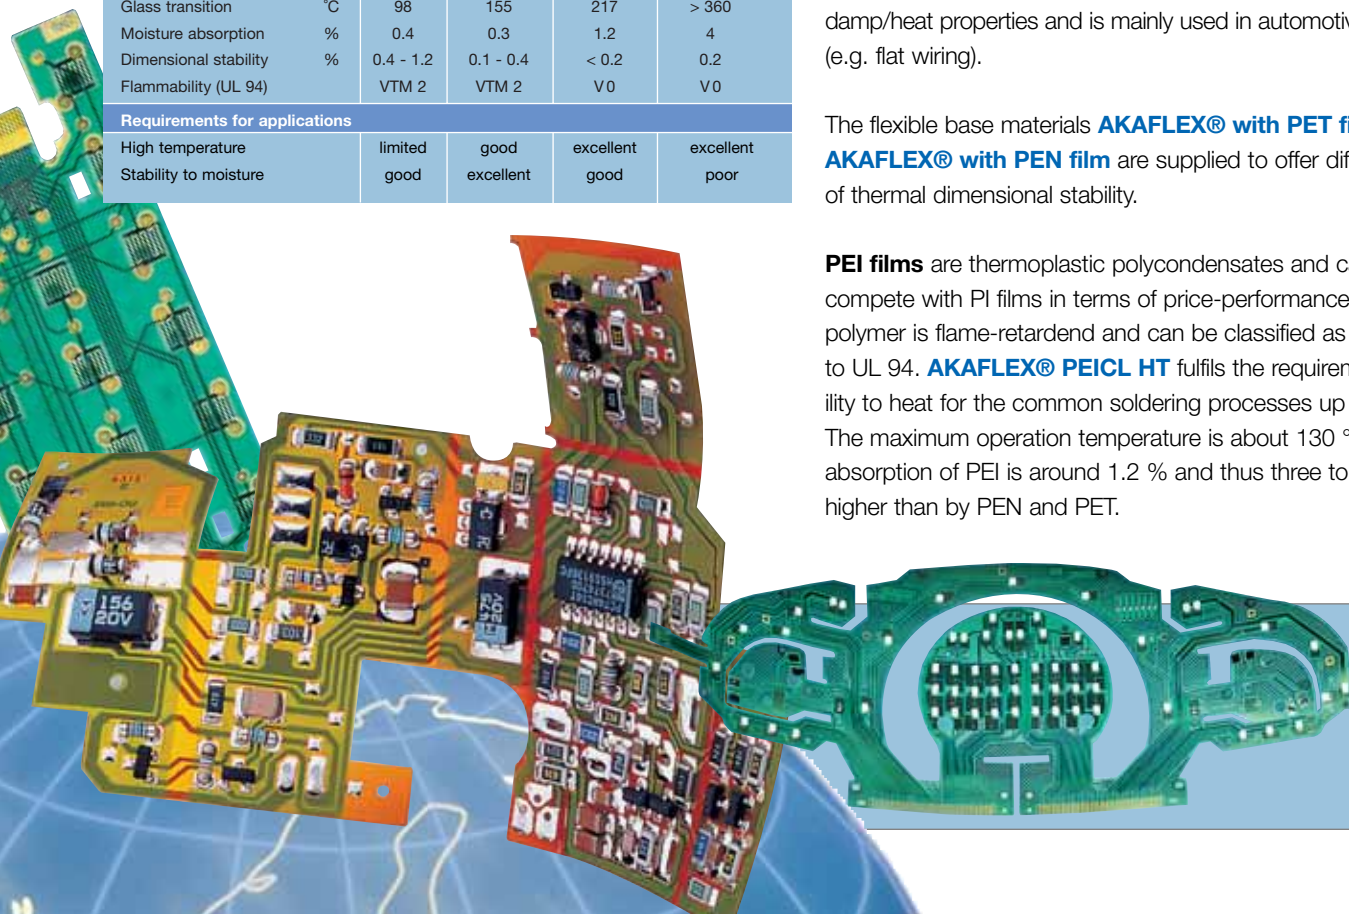 Glass transition °C 98 155 217 > 360
Moisture absorption % 0.4 0.3 1.2 4
Dimensional stability % 0.4 - 1.2 0.1 - 0.4 < 0.2 0.2
Flammability (UL 94) VTM 2 VTM 2 V 0 V 0
Requirements for applications
High temperature limited good excellent excellent
Stability to moisture good excellent good poor
damp/heat properties and is mainly used in automotiv
(e.g. flat wiring).
The flexible base materials AKAFLEX® with PET fi
AKAFLEX® with PEN film are supplied to offer dif
of thermal dimensional stability.
PEI films are thermoplastic polycondensates and c
compete with PI films in terms of price-performance
polymer is flame-retardend and can be classified as
to UL 94. AKAFLEX® PEICL HT fulfils the requirem
ility to heat for the common soldering processes up
The maximum operation temperature is about 130 °
absorption of PEI is around 1.2 % and thus three to
higher than by PEN and PET.
156
20V